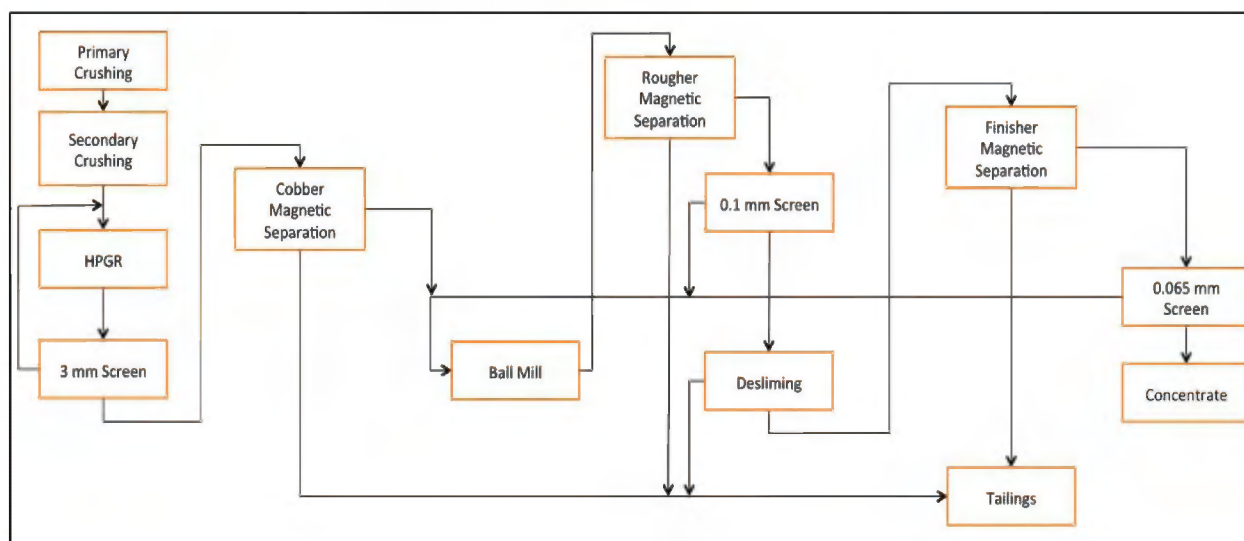 Primary
Crushing
Secondary
Crushing
HPGR
3 mm Screen
Cobber
Magnetic
Separation
Ball Mill
Rougher
Magnetic
Separation
0.1 mm Screen
Desliming
Finisher
Magnetic
Separation
0.065 mm
Screen
Concentrate
Tailings